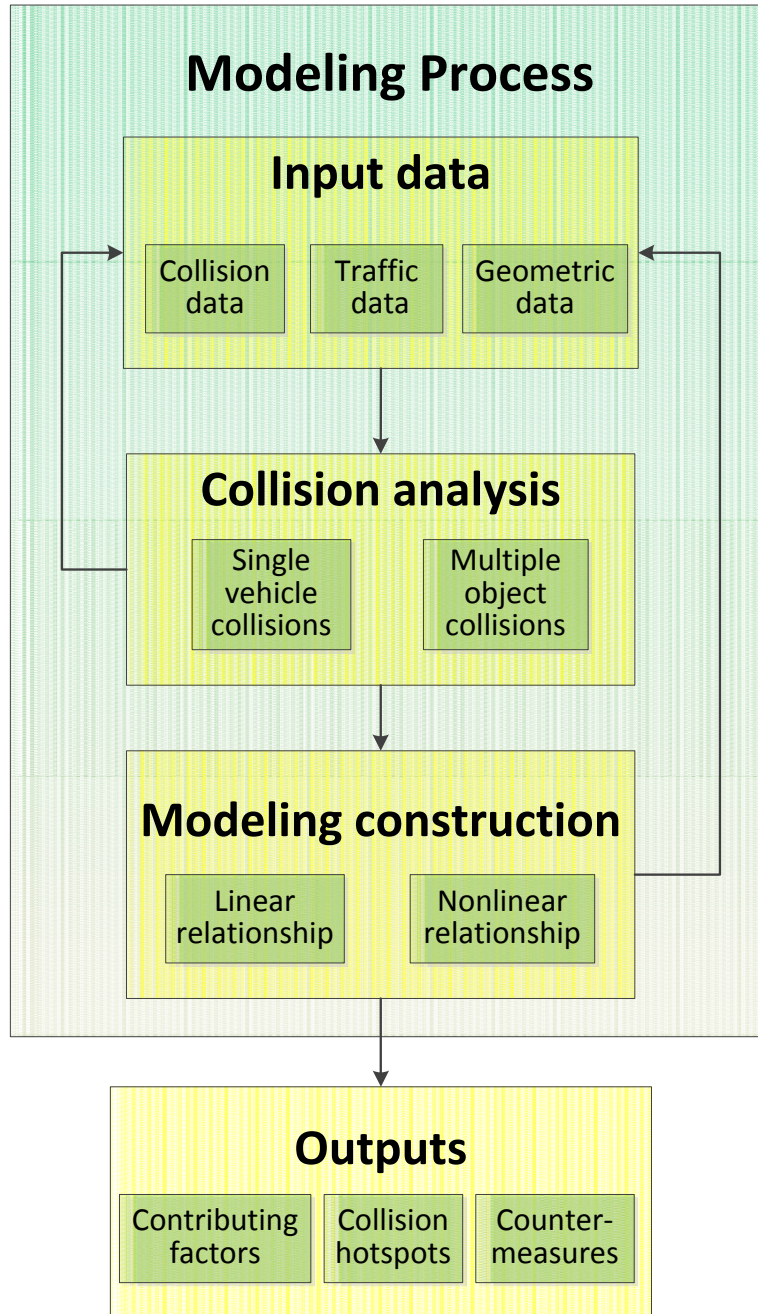 Modeling Process
Input data
Collision
data
Traffic
data
Geometric
data
Collision analysis
Single
vehicle
collisions
Multiple
object
collisions
Modeling construction
Linear
relationship
Nonlinear
relationship
Outputs
Contributing
factors
Collision
hotspots
Counter-
measures